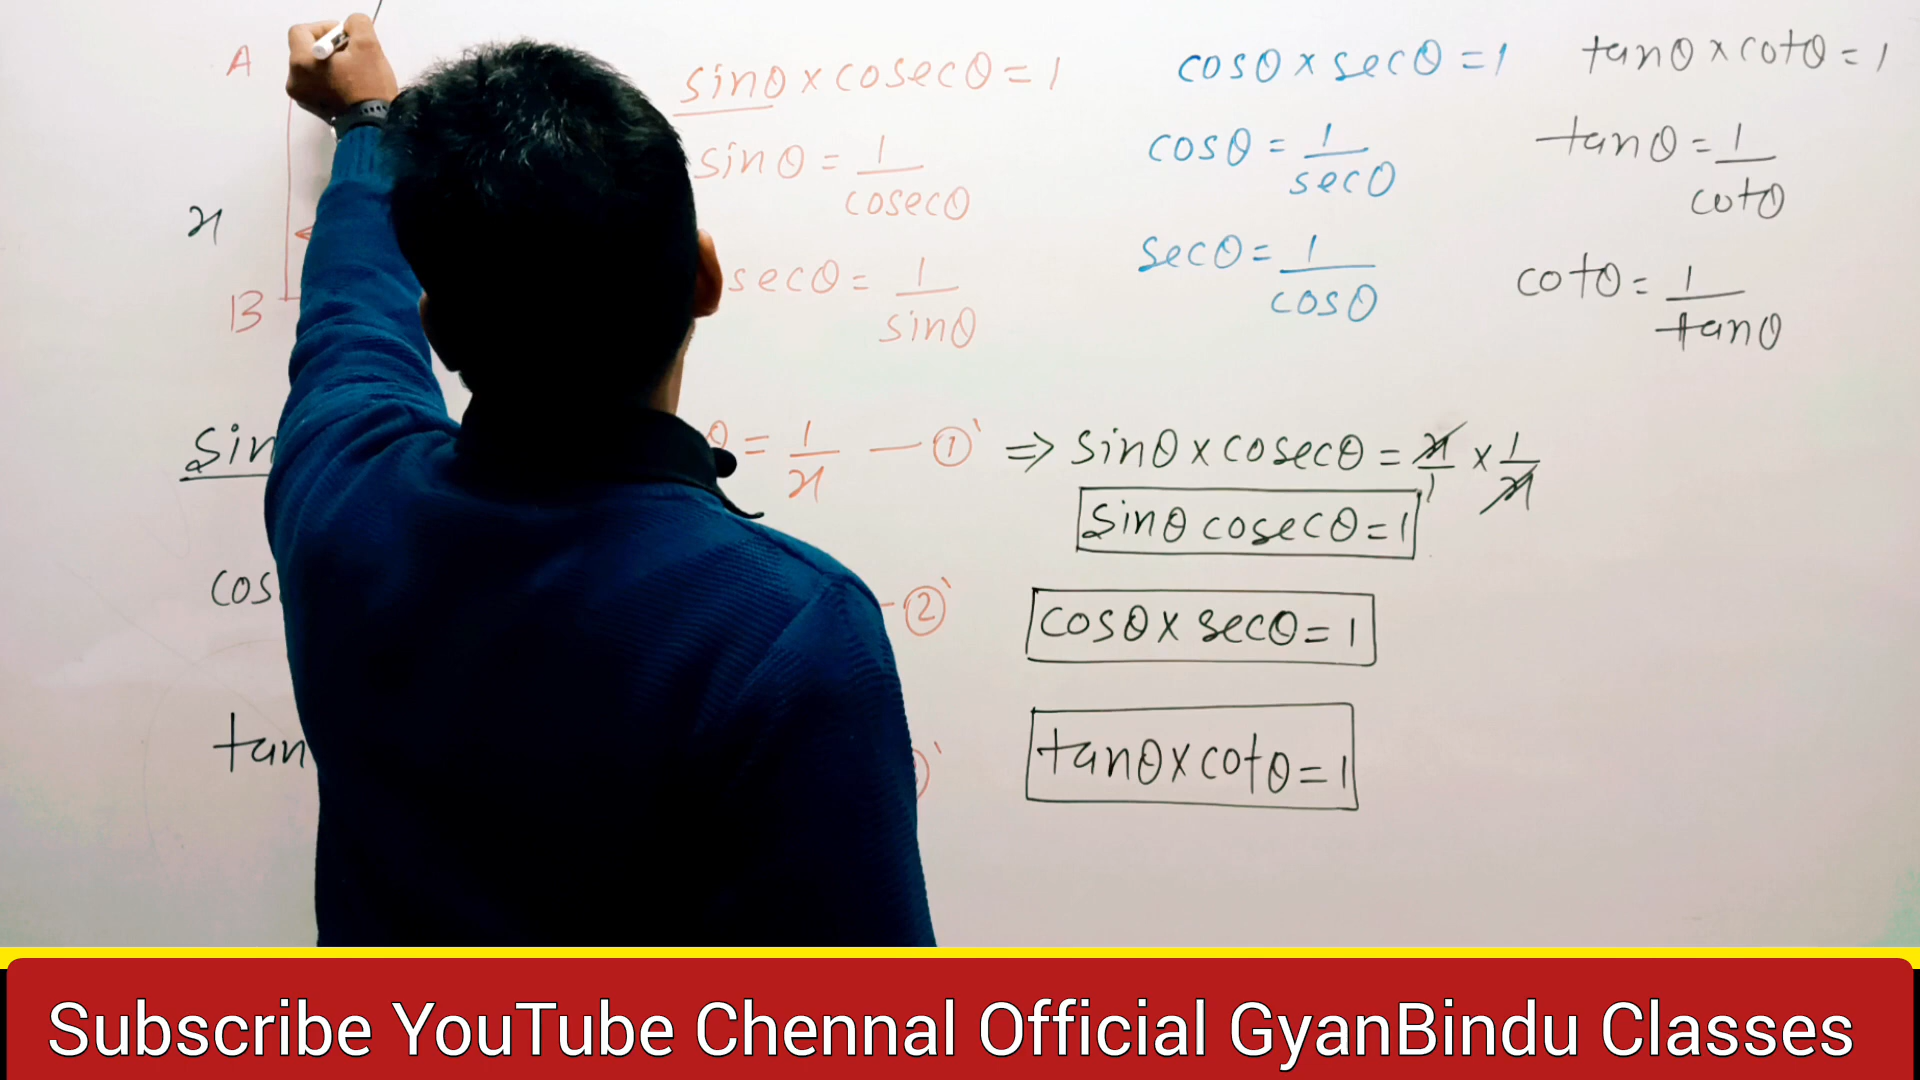 A
sinθ x cosecθ = 1
cosθ x secθ = 1
tanθ x cotθ = 1
sinθ = 1/cosecθ
cosθ = 1/secθ
tanθ = 1/cotθ
x
B
secθ = 1/sinθ
secθ = 1/cosθ
cotθ = 1/tanθ
sin
θ = 1/x — ①
⇒ sinθ x cosecθ = x/1 x 1/x
sinθ cosecθ = 1
cos
②
cosθ x secθ = 1
tan
tanθ x cotθ = 1
Subscribe YouTube Chennal Official GyanBindu Classes